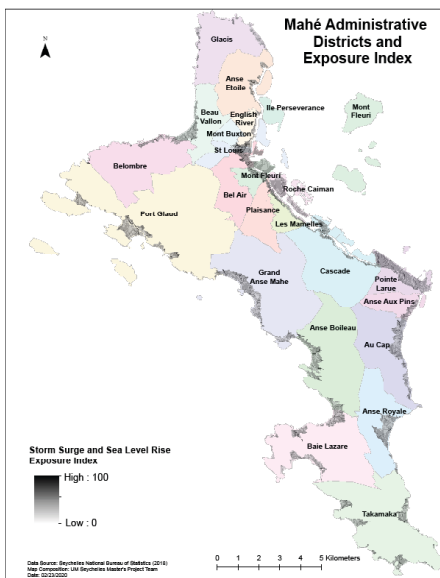 Mahé Administrative
Districts and
Exposure Index
N
Glacis
Anse
Etoile
Beau
Vallon
English
River
Ile Perseverance
Mont
Fleuri
Mont Buxton
St Louis
Belombre
Mont Fleuri
Roche Caiman
Bel Air
Port Glaud
Plaisance
Les Mamelles
Grand
Anse Mahe
Cascade
Pointe
Larue
Anse Aux Pins
Anse Boileau
Au Cap
Anse Royale
Baie Lazare
Takamaka
Storm Surge and Sea Level Rise
Exposure Index
High : 100
Low : 0
0 1 2 3 4 5 Kilometers
Data Source: Seychelles National Bureau of Statistics (2018)
Map Composition: UM Seychelles Master's Project Team
Date: 02/23/2020